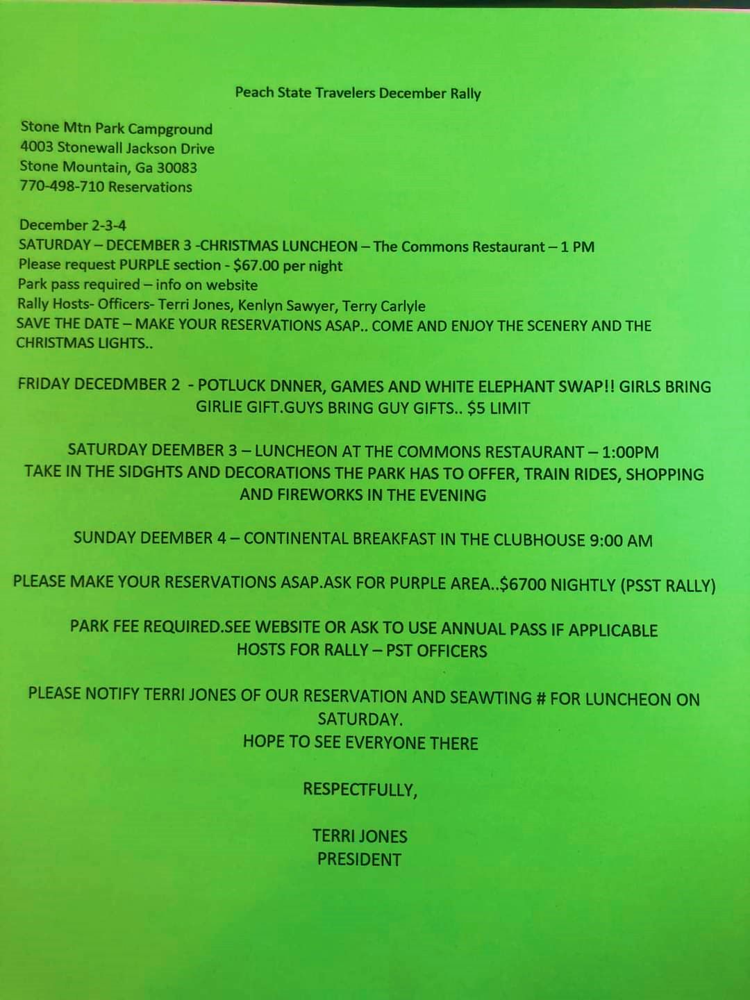 Peach State Travelers December Rally
Stone Mtn Park Campground
4003 Stonewall Jackson Drive
Stone Mountain, Ga 30083
770-498-710 Reservations
December 2-3-4
SATURDAY – DECEMBER 3 -CHRISTMAS LUNCHEON – The Commons Restaurant – 1 PM
Please request PURPLE section - $67.00 per night
Park pass required – info on website
Rally Hosts- Officers- Terri Jones, Kenlyn Sawyer, Terry Carlyle
SAVE THE DATE – MAKE YOUR RESERVATIONS ASAP.. COME AND ENJOY THE SCENERY AND THE
CHRISTMAS LIGHTS..
FRIDAY DECEDMBER 2  - POTLUCK DNNER, GAMES AND WHITE ELEPHANT SWAP!! GIRLS BRING
GIRLIE GIFT.GUYS BRING GUY GIFTS.. $5 LIMIT
SATURDAY DEEMBER 3 – LUNCHEON AT THE COMMONS RESTAURANT – 1:00PM
TAKE IN THE SIDGHTS AND DECORATIONS THE PARK HAS TO OFFER, TRAIN RIDES, SHOPPING
AND FIREWORKS IN THE EVENING
SUNDAY DEEMBER 4 – CONTINENTAL BREAKFAST IN THE CLUBHOUSE 9:00 AM
PLEASE MAKE YOUR RESERVATIONS ASAP.ASK FOR PURPLE AREA..$6700 NIGHTLY (PSST RALLY)
PARK FEE REQUIRED.SEE WEBSITE OR ASK TO USE ANNUAL PASS IF APPLICABLE
HOSTS FOR RALLY – PST OFFICERS
PLEASE NOTIFY TERRI JONES OF OUR RESERVATION AND SEAWTING # FOR LUNCHEON ON
SATURDAY.
HOPE TO SEE EVERYONE THERE
RESPECTFULLY,
TERRI JONES
PRESIDENT